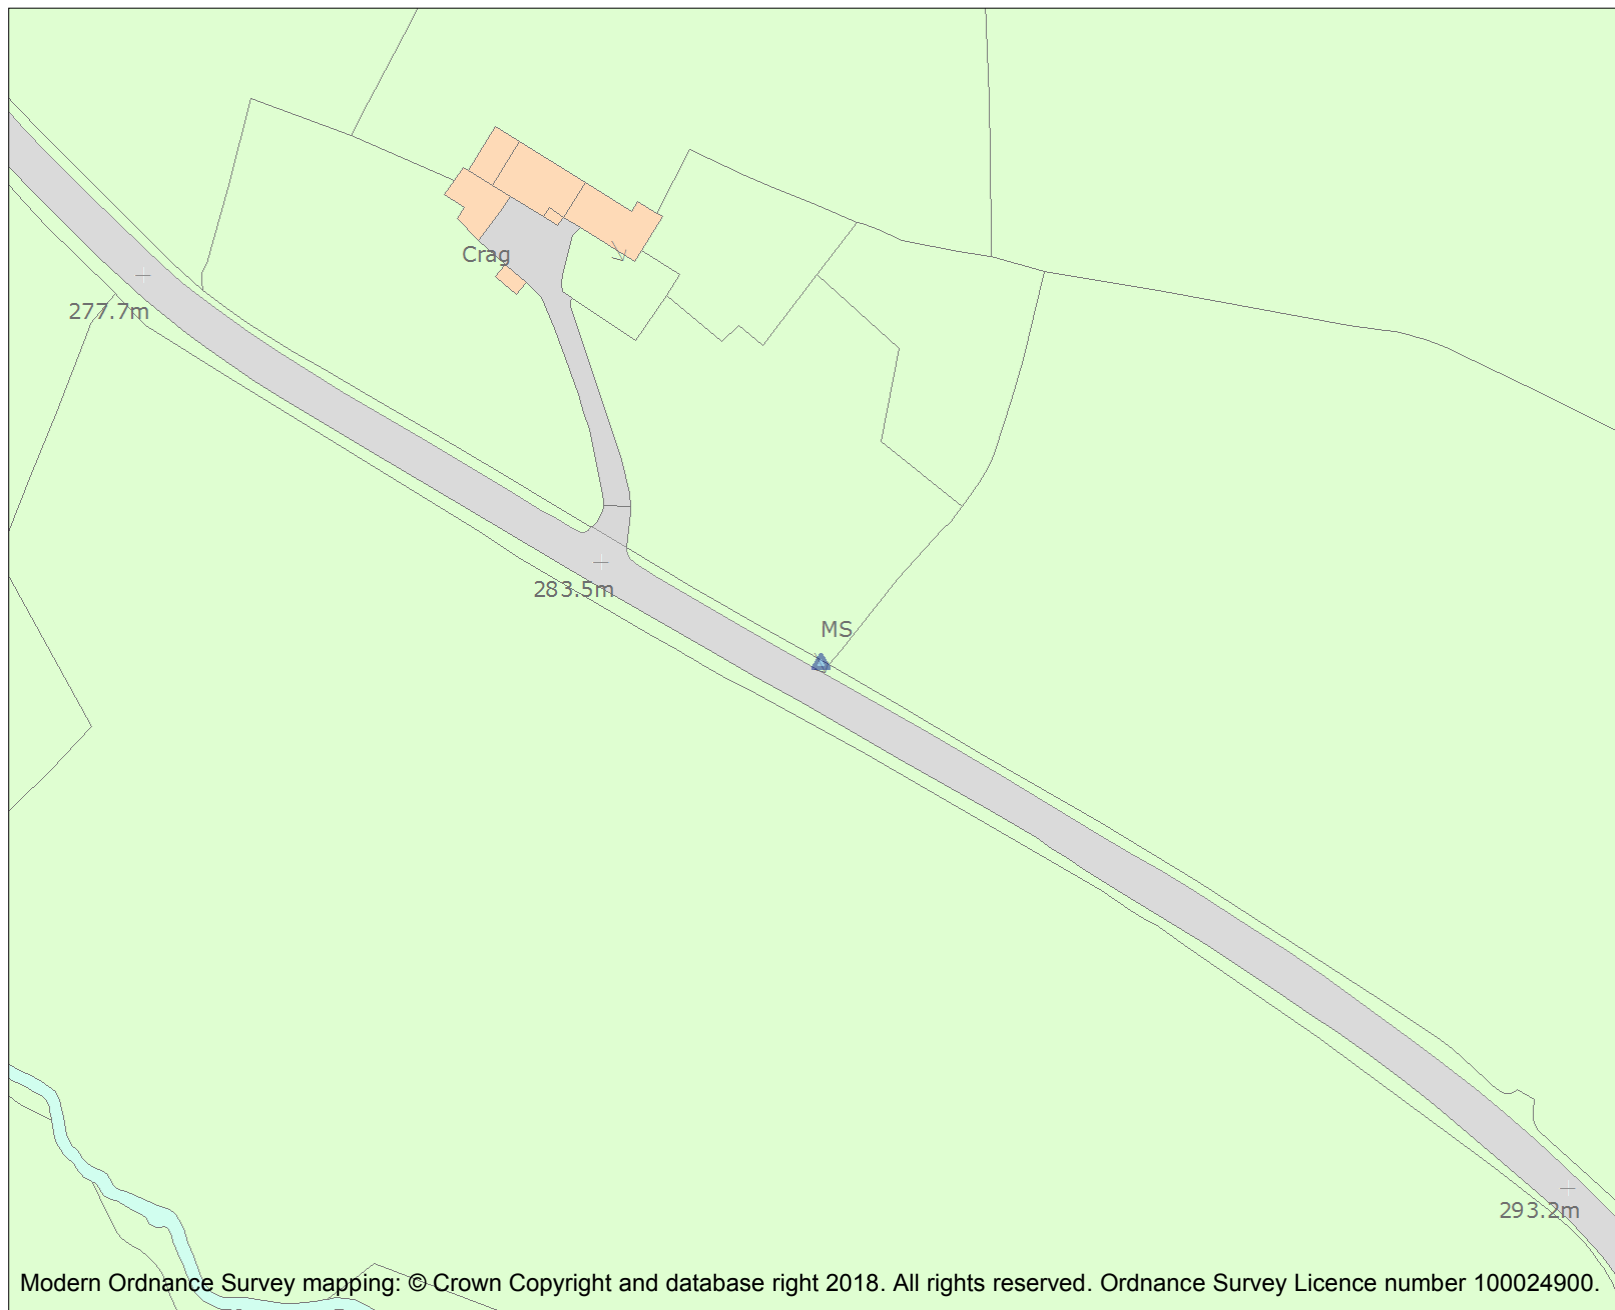 Crag
277.7m
283.5m
MS
293.2m
Modern Ordnance Survey mapping: © Crown Copyright and database right 2018. All rights reserved. Ordnance Survey Licence number 100024900.